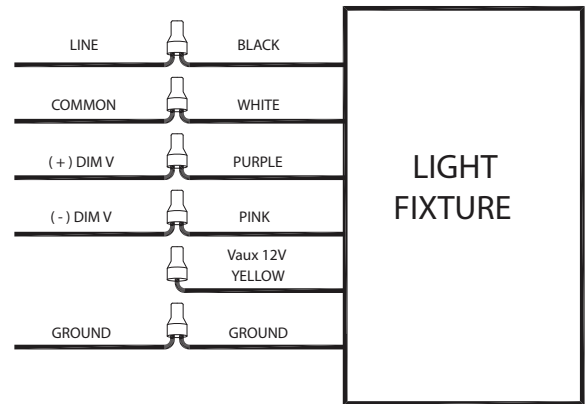 LINE BLACK
COMMON WHITE
( + ) DIM V PURPLE
LIGHT
FIXTURE
( - ) DIM V PINK
Vaux 12V
YELLOW
GROUND GROUND